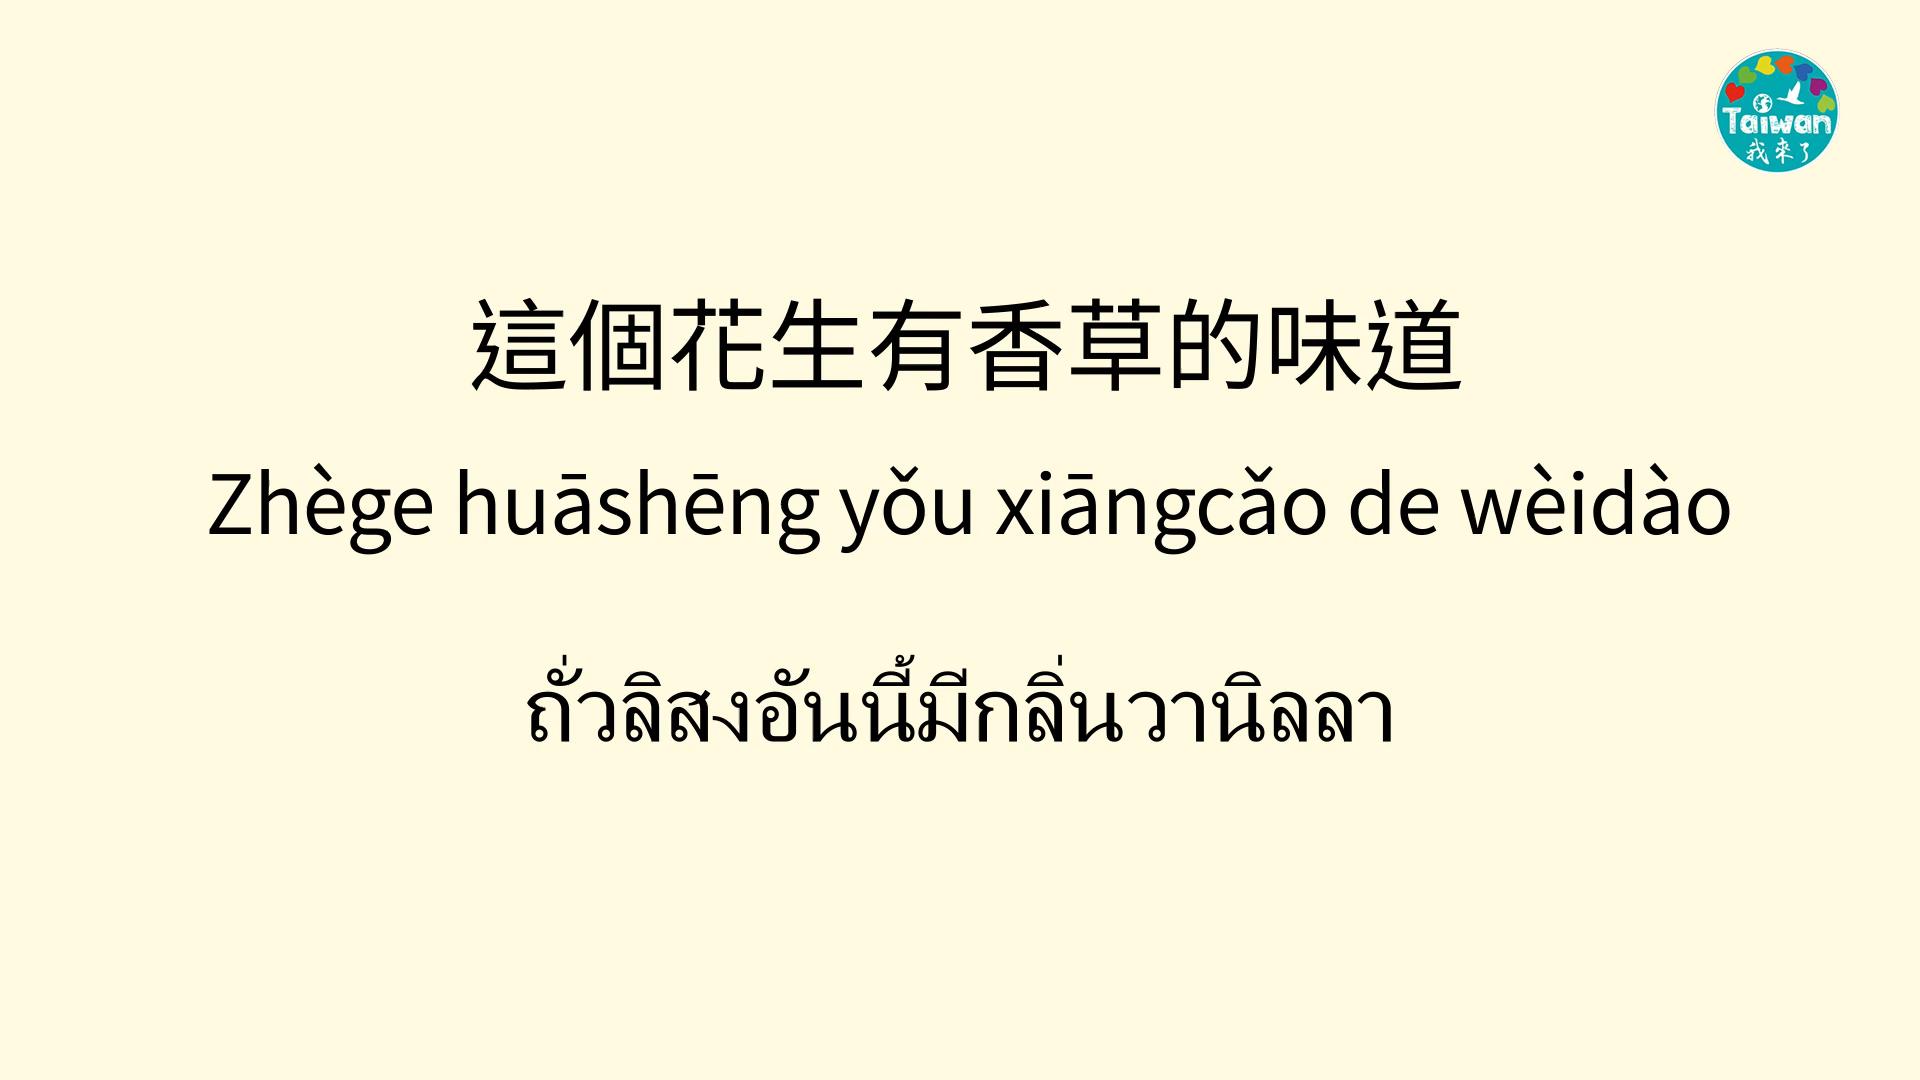 Taiwan
我來了
這個花生有香草的味道
Zhège huāshēng yǒu xiāngcǎo de wèidào
ถั่วลิสงอันนี้มีกลิ่นวานิลลา